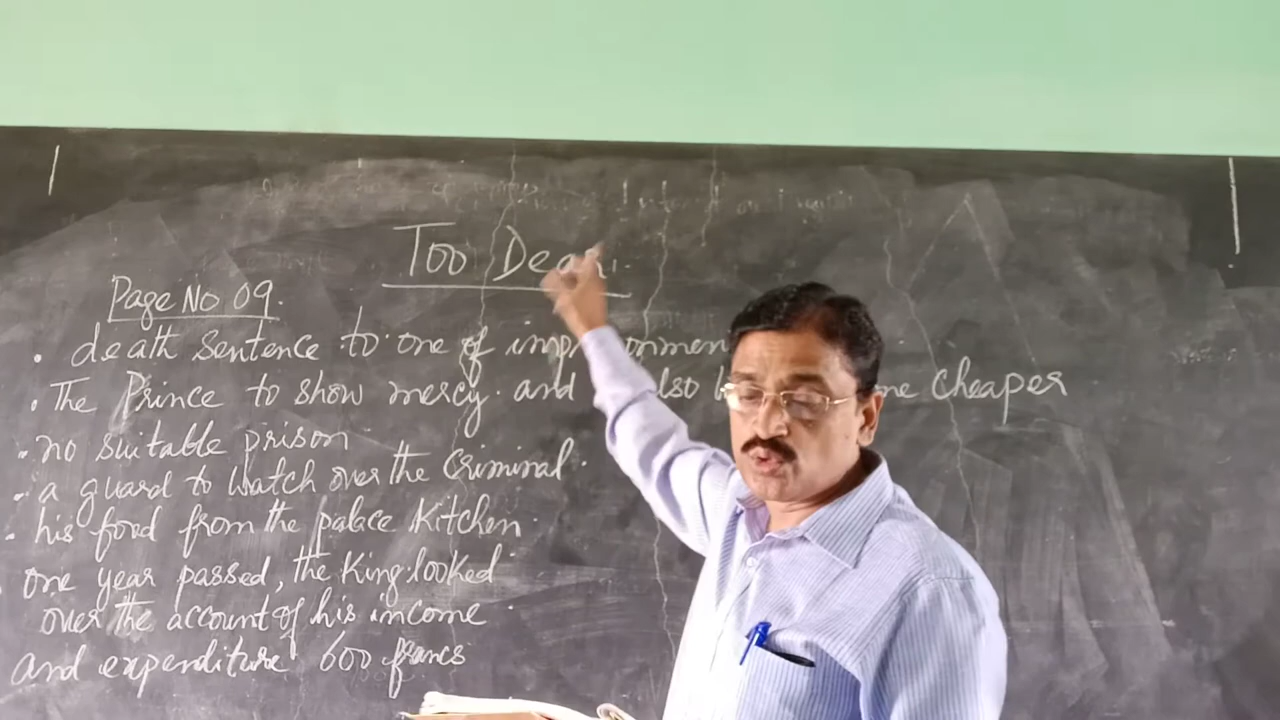 Too Dear.
Page No 09.
. death sentence to one of
. The Prince to show mercy. and cheaper
. no suitable prison
. a guard to watch over the Criminal.
. his food from the palace kitchen.
. one year passed, the King looked
over the account of his income
and expenditure 600 francs